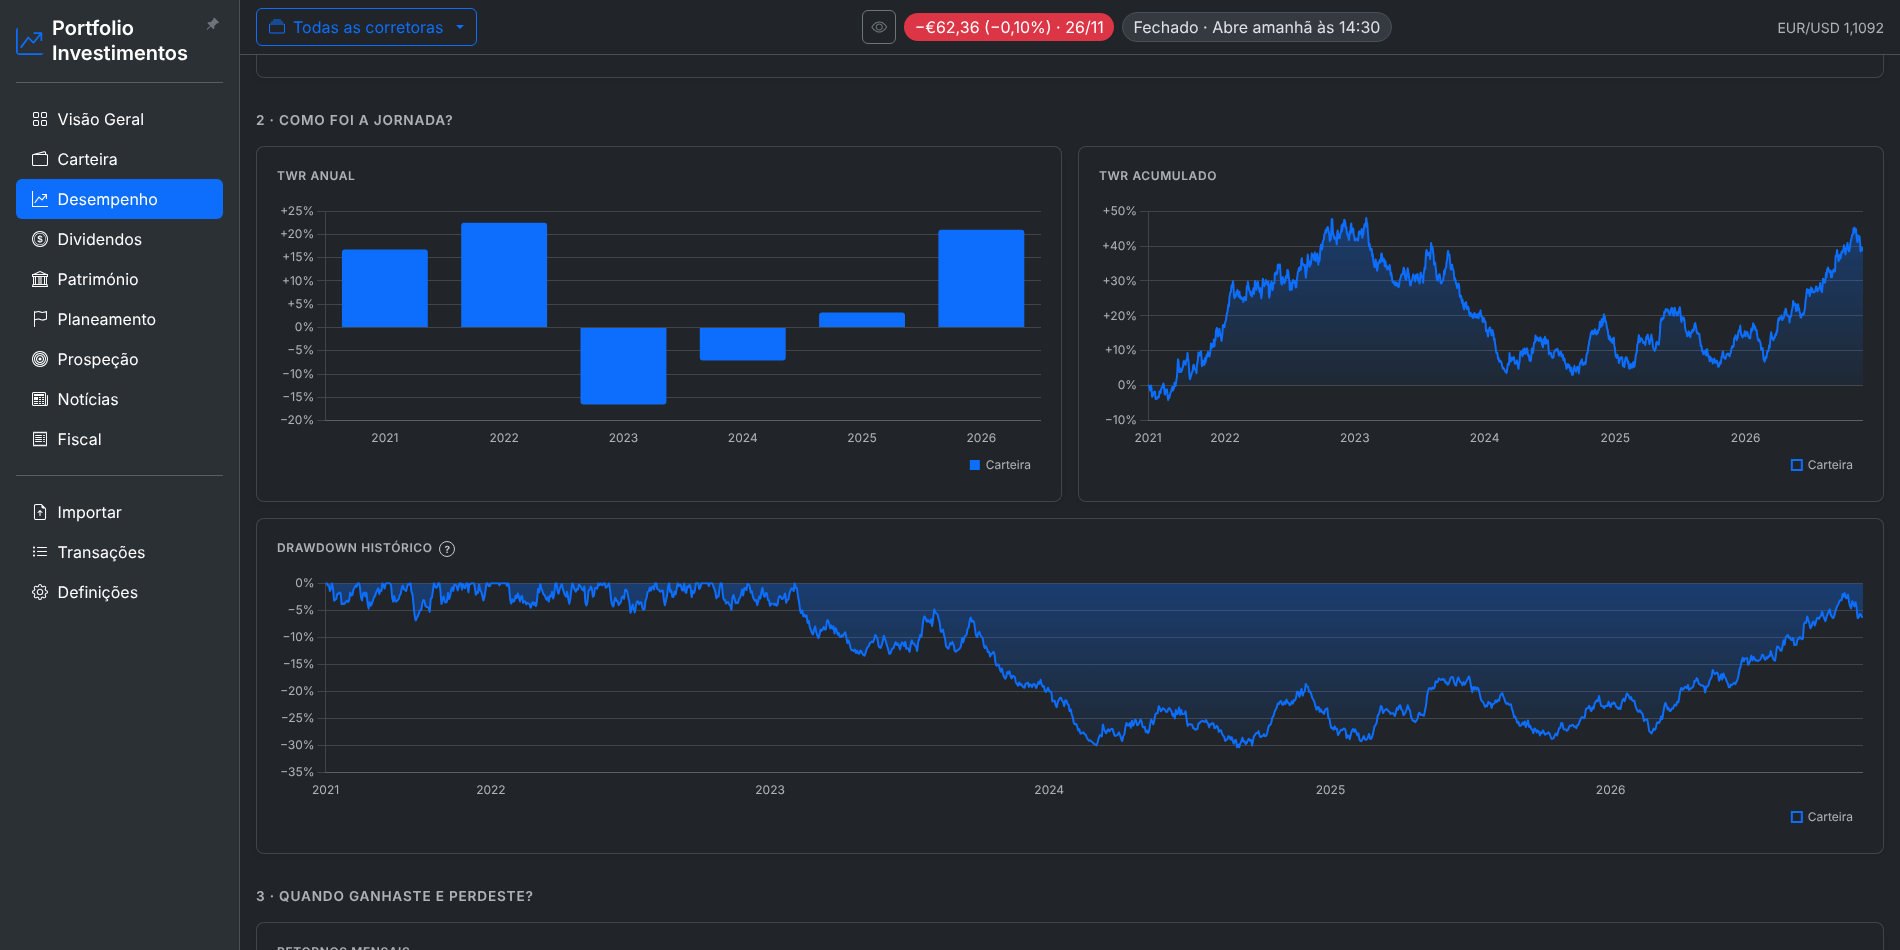 Portfolio
Investimentos
Visão Geral
Carteira
Desempenho
Dividendos
Património
Planeamento
Prospeção
Notícias
Fiscal
Importar
Transações
Definições
Todas as corretoras
−€62,36 (−0,10%) · 26/11
Fechado · Abre amanhã às 14:30
EUR/USD 1,1092
2 · COMO FOI A JORNADA?
TWR ANUAL
+25%
+20%
+15%
+10%
+5%
0%
−5%
−10%
−15%
−20%
2021 2022 2023 2024 2025 2026
Carteira
TWR ACUMULADO
+50%
+40%
+30%
+20%
+10%
0%
−10%
2021 2022 2023 2024 2025 2026
Carteira
DRAWDOWN HISTÓRICO ?
0%
−5%
−10%
−15%
−20%
−25%
−30%
−35%
2021 2022 2023 2024 2025 2026
Carteira
3 · QUANDO GANHASTE E PERDESTE?
RETORNOS MENSAIS